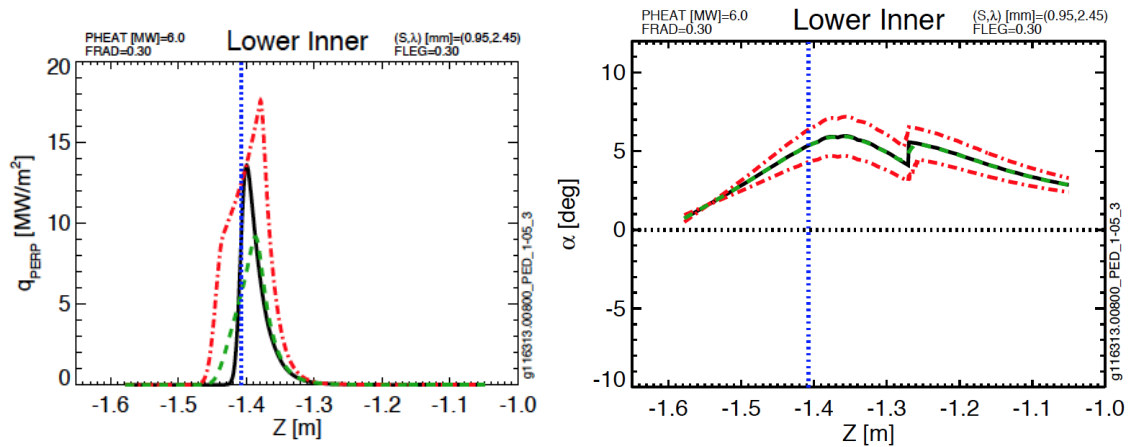 PHEAT [MW]=6.0
FRAD=0.30
Lower Inner
(S,λ) [mm]=(0.95,2.45)
FLEG=0.30
20
15
10
5
0
qPERP [MW/m²]
-1.6 -1.5 -1.4 -1.3 -1.2 -1.1 -1.0
Z [m]
g116313.00800_PED_1-05_3
PHEAT [MW]=6.0
FRAD=0.30
Lower Inner
(S,λ) [mm]=(0.95,2.45)
FLEG=0.30
10
5
0
-5
-10
α [deg]
-1.6 -1.5 -1.4 -1.3 -1.2 -1.1 -1.0
Z [m]
g116313.00800_PED_1-05_3